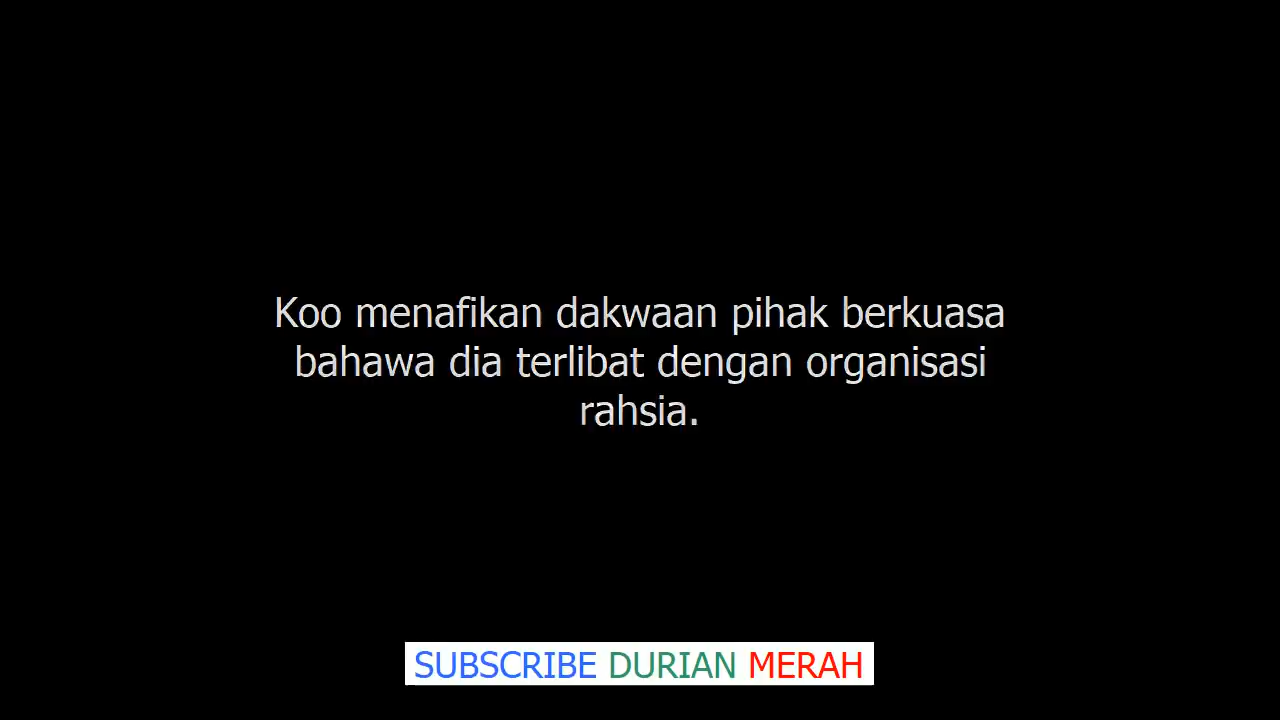 Koo menafikan dakwaan pihak berkuasa
bahawa dia terlibat dengan organisasi
rahsia.
SUBSCRIBE DURIAN MERAH